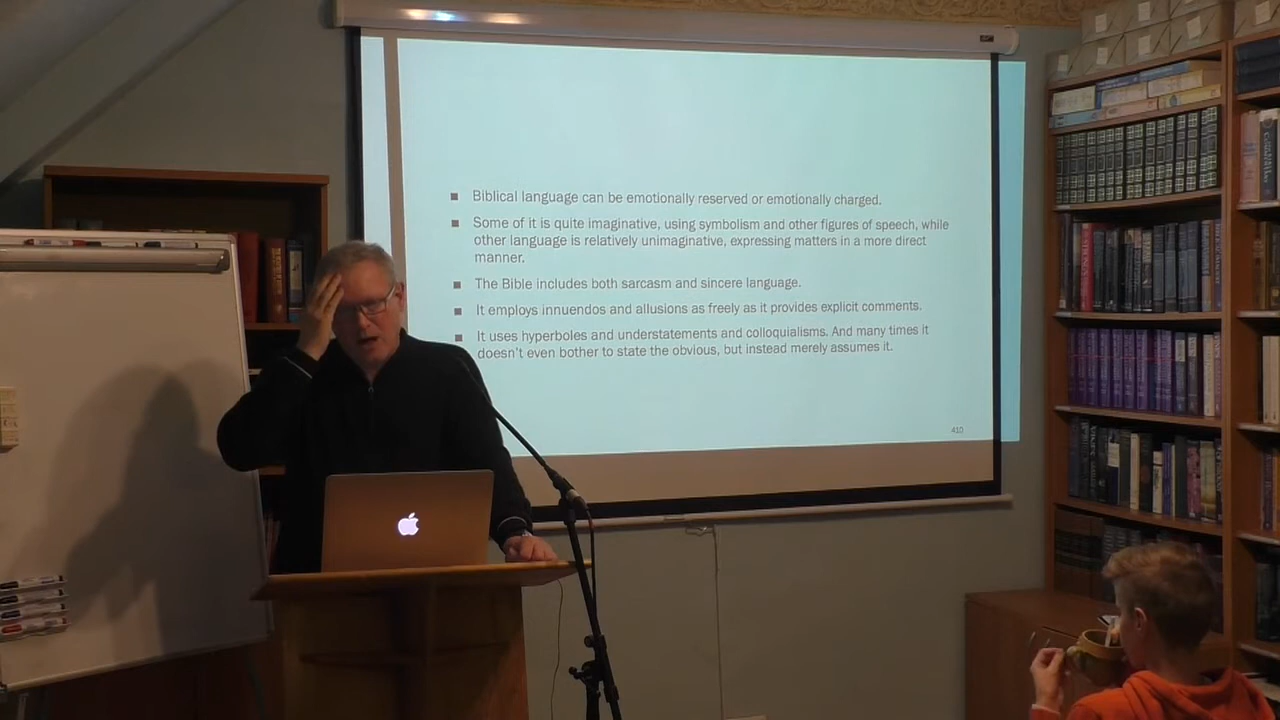 Biblical language can be emotionally reserved or emotionally charged.
Some of it is quite imaginative, using symbolism and other figures of speech, while
other language is relatively unimaginative, expressing matters in a more direct
manner.
The Bible includes both sarcasm and sincere language.
It employs innuendos and allusions as freely as it provides explicit comments.
It uses hyperboles and understatements and colloquialisms. And many times it
doesn't even bother to state the obvious, but instead merely assumes it.
410